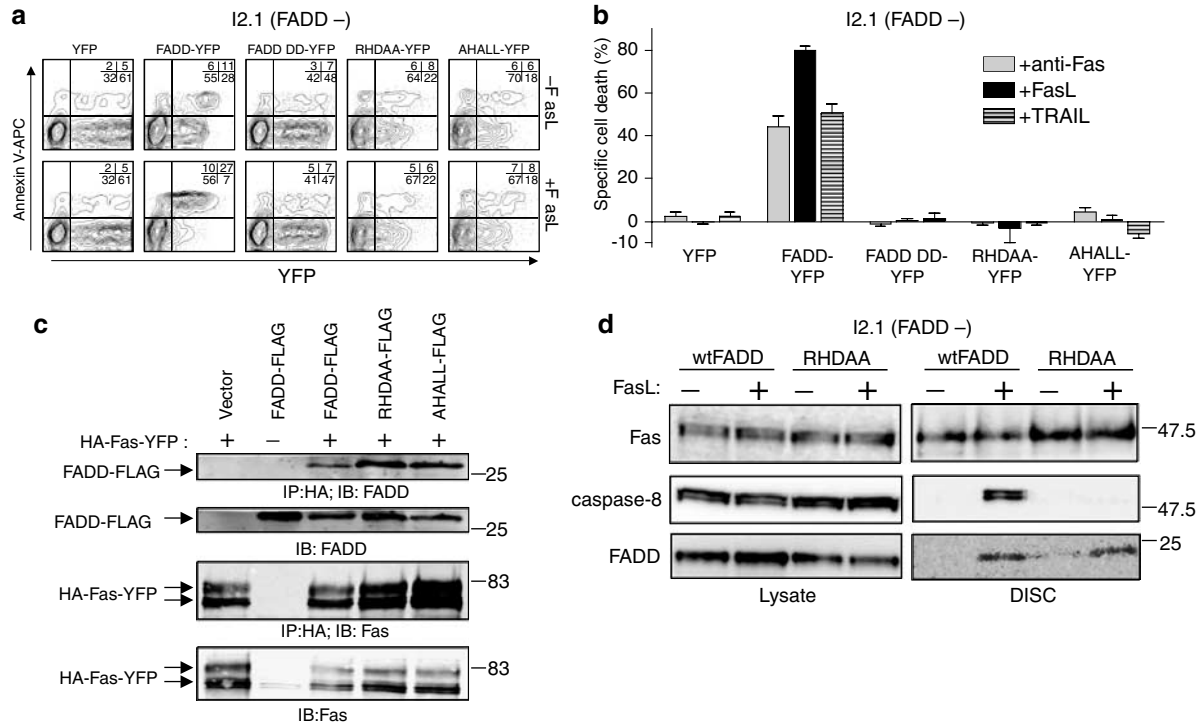 a
I2.1 (FADD –)
YFP
FADD-YFP
FADD DD-YFP
RHDAA-YFP
AHALL-YFP
2 5
32 61
6 11
55 28
3 7
42 48
6 8
64 22
6 6
70 18
–F asL
2 5
32 61
10 27
56 7
5 7
41 47
5 6
67 22
7 8
67 18
+F asL
Annexin V-APC
YFP
b
I2.1 (FADD –)
Specific cell death (%)
80
60
40
20
0
-10
+anti-Fas
+FasL
+TRAIL
YFP
FADD-
YFP
FADD DD-
YFP
RHDAA-
YFP
AHALL-
YFP
c
Vector
FADD-FLAG
FADD-FLAG
RHDAA-FLAG
AHALL-FLAG
HA-Fas-YFP : + – + + +
FADD-FLAG
25
IP:HA; IB: FADD
FADD-FLAG
25
IB: FADD
HA-Fas-YFP
83
IP:HA; IB: Fas
HA-Fas-YFP
83
IB:Fas
d
I2.1 (FADD –)
wtFADD RHDAA wtFADD RHDAA
FasL: – + – + – + – +
Fas
47.5
caspase-8
47.5
FADD
25
Lysate
DISC